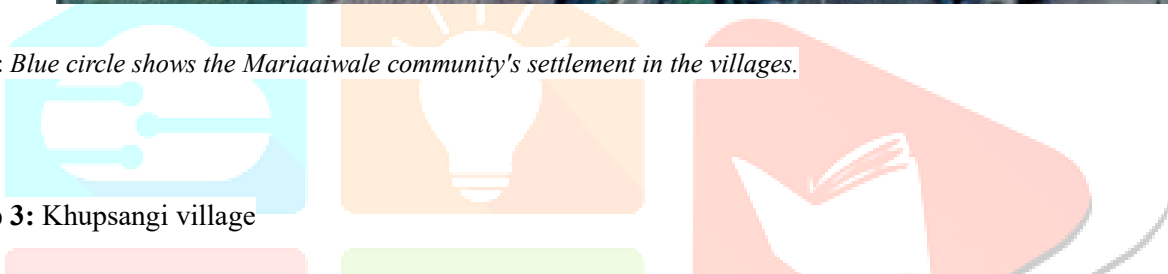 : Blue circle shows the Mariaaiwale community's settlement in the villages.
3: Khupsangi village